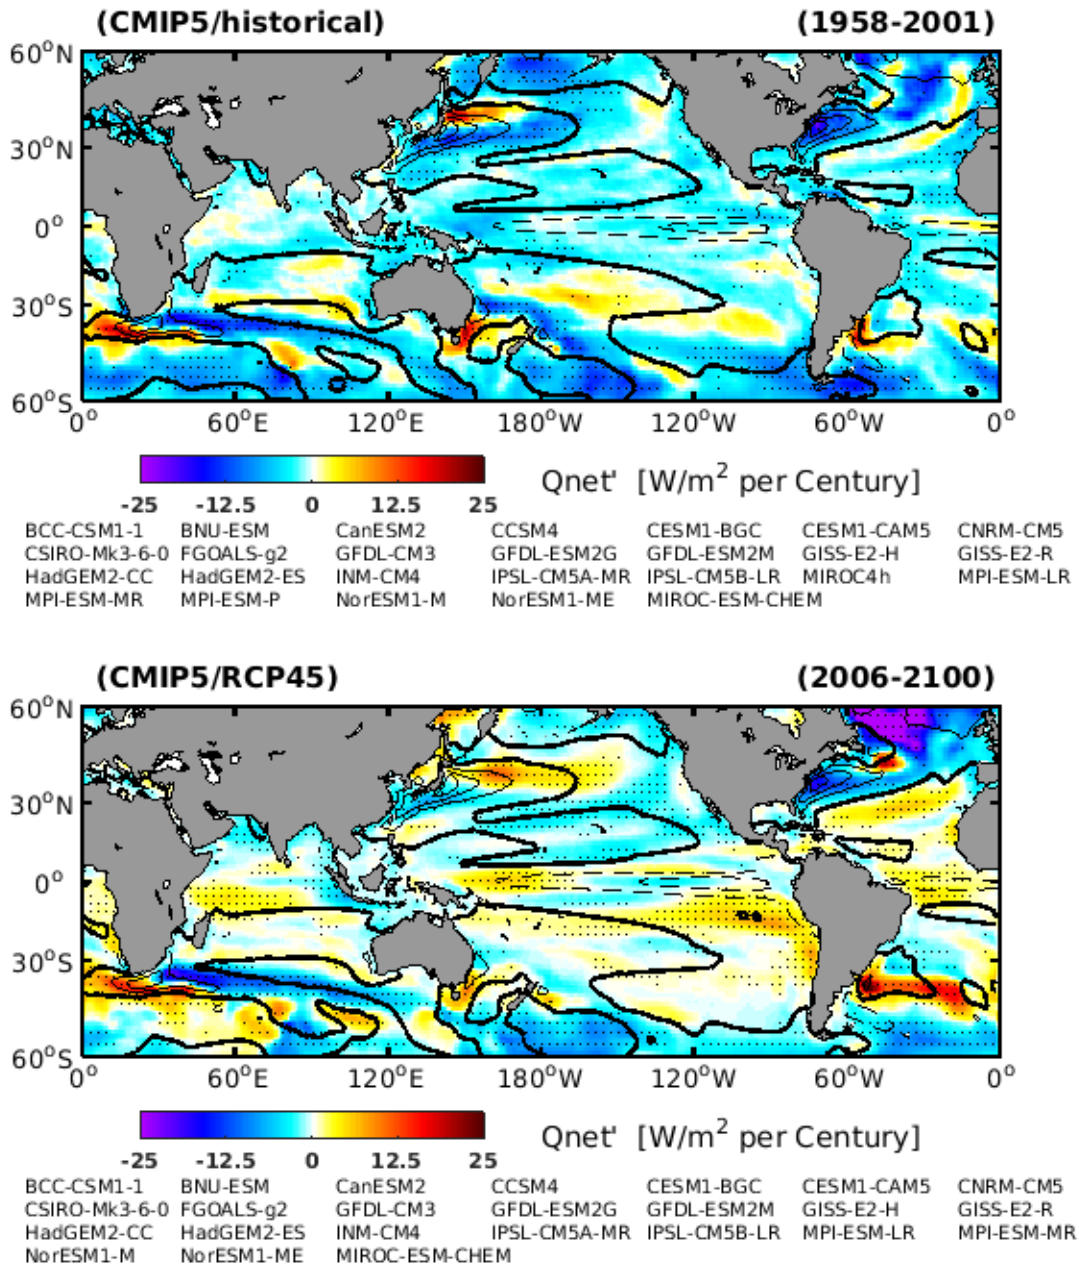 (CMIP5/historical) (1958-2001)
60°N
30°N
0°
30°S
60°S
0° 60°E 120°E 180°W 120°W 60°W 0°
-25 -12.5 0 12.5 25
Qnet' [W/m² per Century]
BCC-CSM1-1 BNU-ESM CanESM2 CCSM4 CESM1-BGC CESM1-CAM5 CNRM-CM5
CSIRO-Mk3-6-0 FGOALS-g2 GFDL-CM3 GFDL-ESM2G GFDL-ESM2M GISS-E2-H GISS-E2-R
HadGEM2-CC HadGEM2-ES INM-CM4 IPSL-CM5A-MR IPSL-CM5B-LR MIROC4h MPI-ESM-LR
MPI-ESM-MR MPI-ESM-P NorESM1-M NorESM1-ME MIROC-ESM-CHEM
(CMIP5/RCP45) (2006-2100)
60°N
30°N
0°
30°S
60°S
0° 60°E 120°E 180°W 120°W 60°W 0°
-25 -12.5 0 12.5 25
Qnet' [W/m² per Century]
BCC-CSM1-1 BNU-ESM CanESM2 CCSM4 CESM1-BGC CESM1-CAM5 CNRM-CM5
CSIRO-Mk3-6-0 FGOALS-g2 GFDL-CM3 GFDL-ESM2G GFDL-ESM2M GISS-E2-H GISS-E2-R
HadGEM2-CC HadGEM2-ES INM-CM4 IPSL-CM5A-MR IPSL-CM5B-LR MPI-ESM-LR MPI-ESM-MR
NorESM1-M NorESM1-ME MIROC-ESM-CHEM